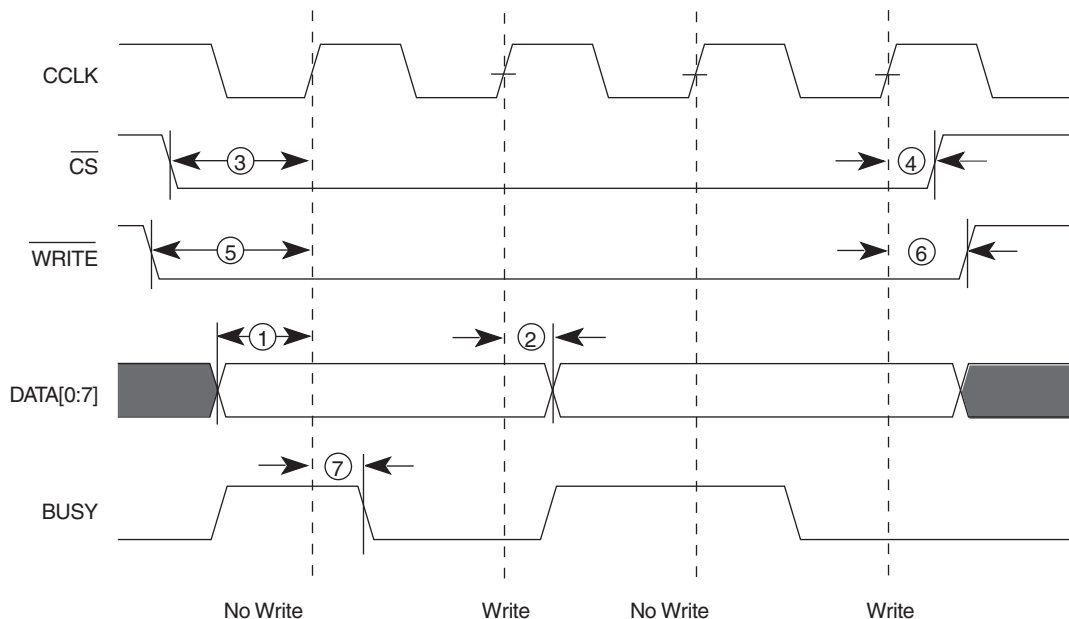 CCLK
CS
3
4
WRITE
5
6
1
2
DATA[0:7]
7
BUSY
No Write Write No Write Write